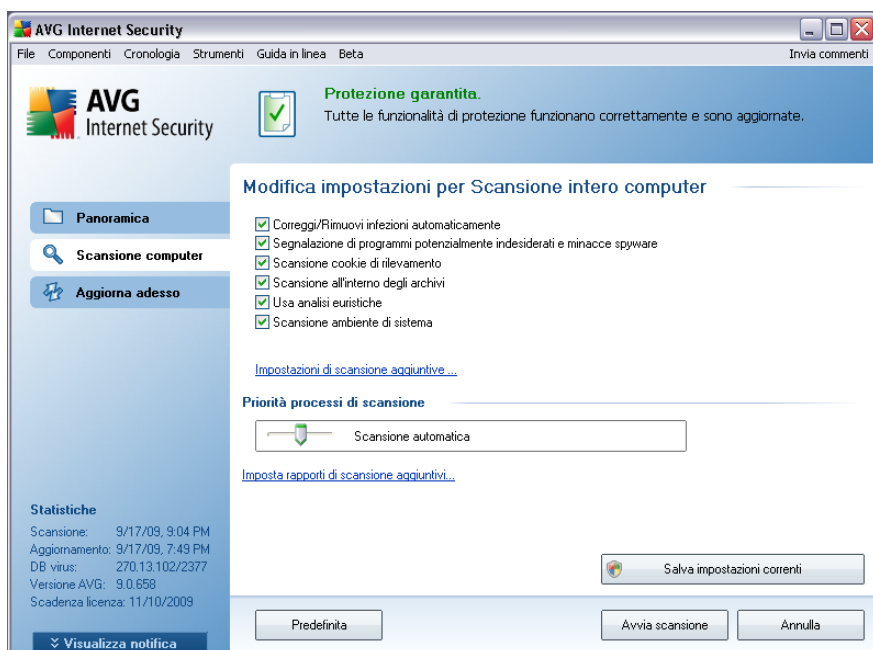 AVG Internet Security
File Componenti Cronologia Strumenti Guida in linea Beta Invia commenti
AVG
Internet Security
Protezione garantita.
Tutte le funzionalità di protezione funzionano correttamente e sono aggiornate.
Panoramica
Scansione computer
Aggiorna adesso
Modifica impostazioni per Scansione intero computer
Correggi/Rimuovi infezioni automaticamente
Segnalazione di programmi potenzialmente indesiderati e minacce spyware
Scansione cookie di rilevamento
Scansione all'interno degli archivi
Usa analisi euristiche
Scansione ambiente di sistema
Impostazioni di scansione aggiuntive ...
Priorità processi di scansione
Scansione automatica
Imposta rapporti di scansione aggiuntivi...
Statistiche
Scansione: 9/17/09, 9:04 PM
Aggiornamento: 9/17/09, 7:49 PM
DB virus: 270.13.102/2377
Versione AVG: 9.0.658
Scadenza licenza: 11/10/2009
Visualizza notifica
Salva impostazioni correnti
Predefinita
Avvia scansione
Annulla